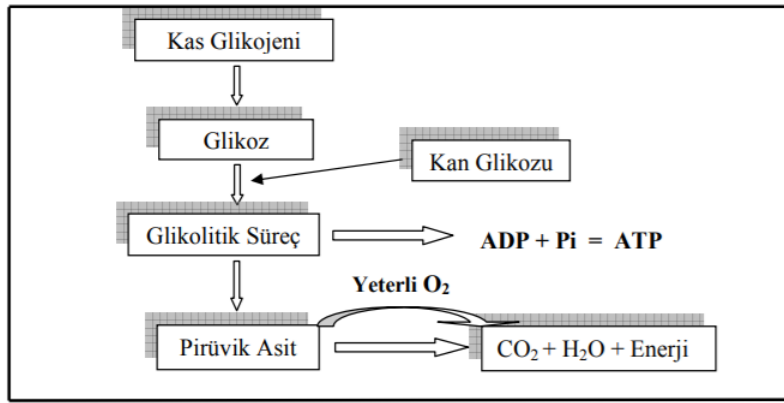 Kas Glikojeni
Glikoz
Kan Glikozu
Glikolitik Süreç
ADP + Pi = ATP
Yeterli O₂
Pirüvik Asit
CO₂ + H₂O + Enerji